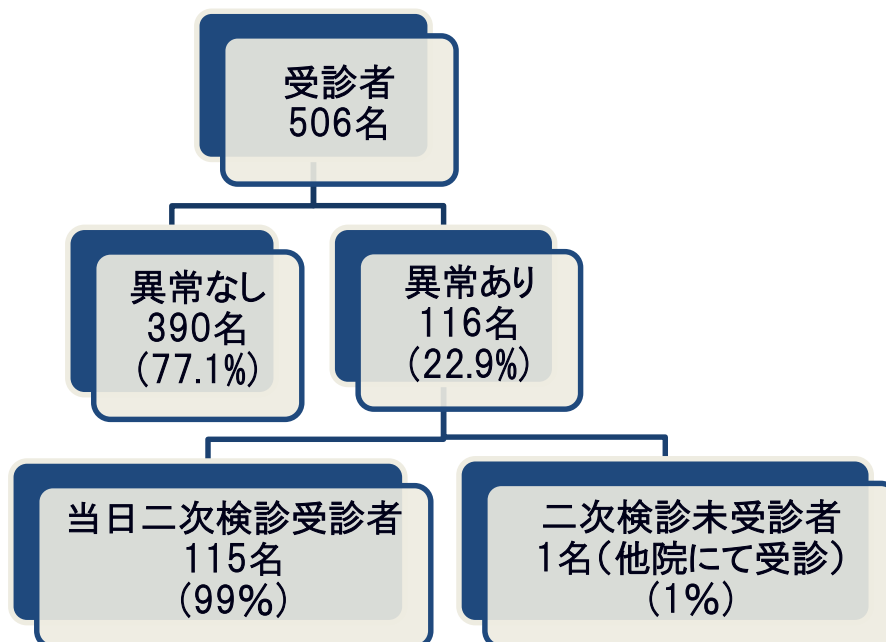 受診者
506名
異常なし
390名
(77.1%)
異常あり
116名
(22.9%)
当日二次検診受診者
115名
(99%)
二次検診未受診者
1名(他院にて受診)
(1%)